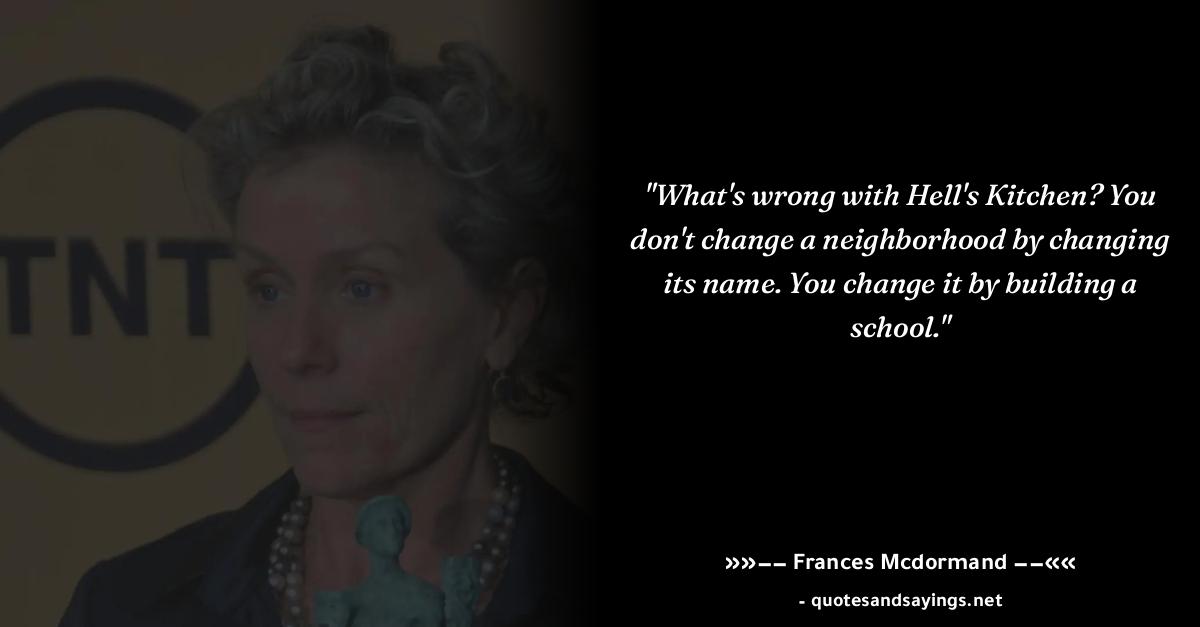 TNT
"What's wrong with Hell's Kitchen? You
don't change a neighborhood by changing
its name. You change it by building a
school."
»»−− Frances Mcdormand −−««
- quotesandsayings.net